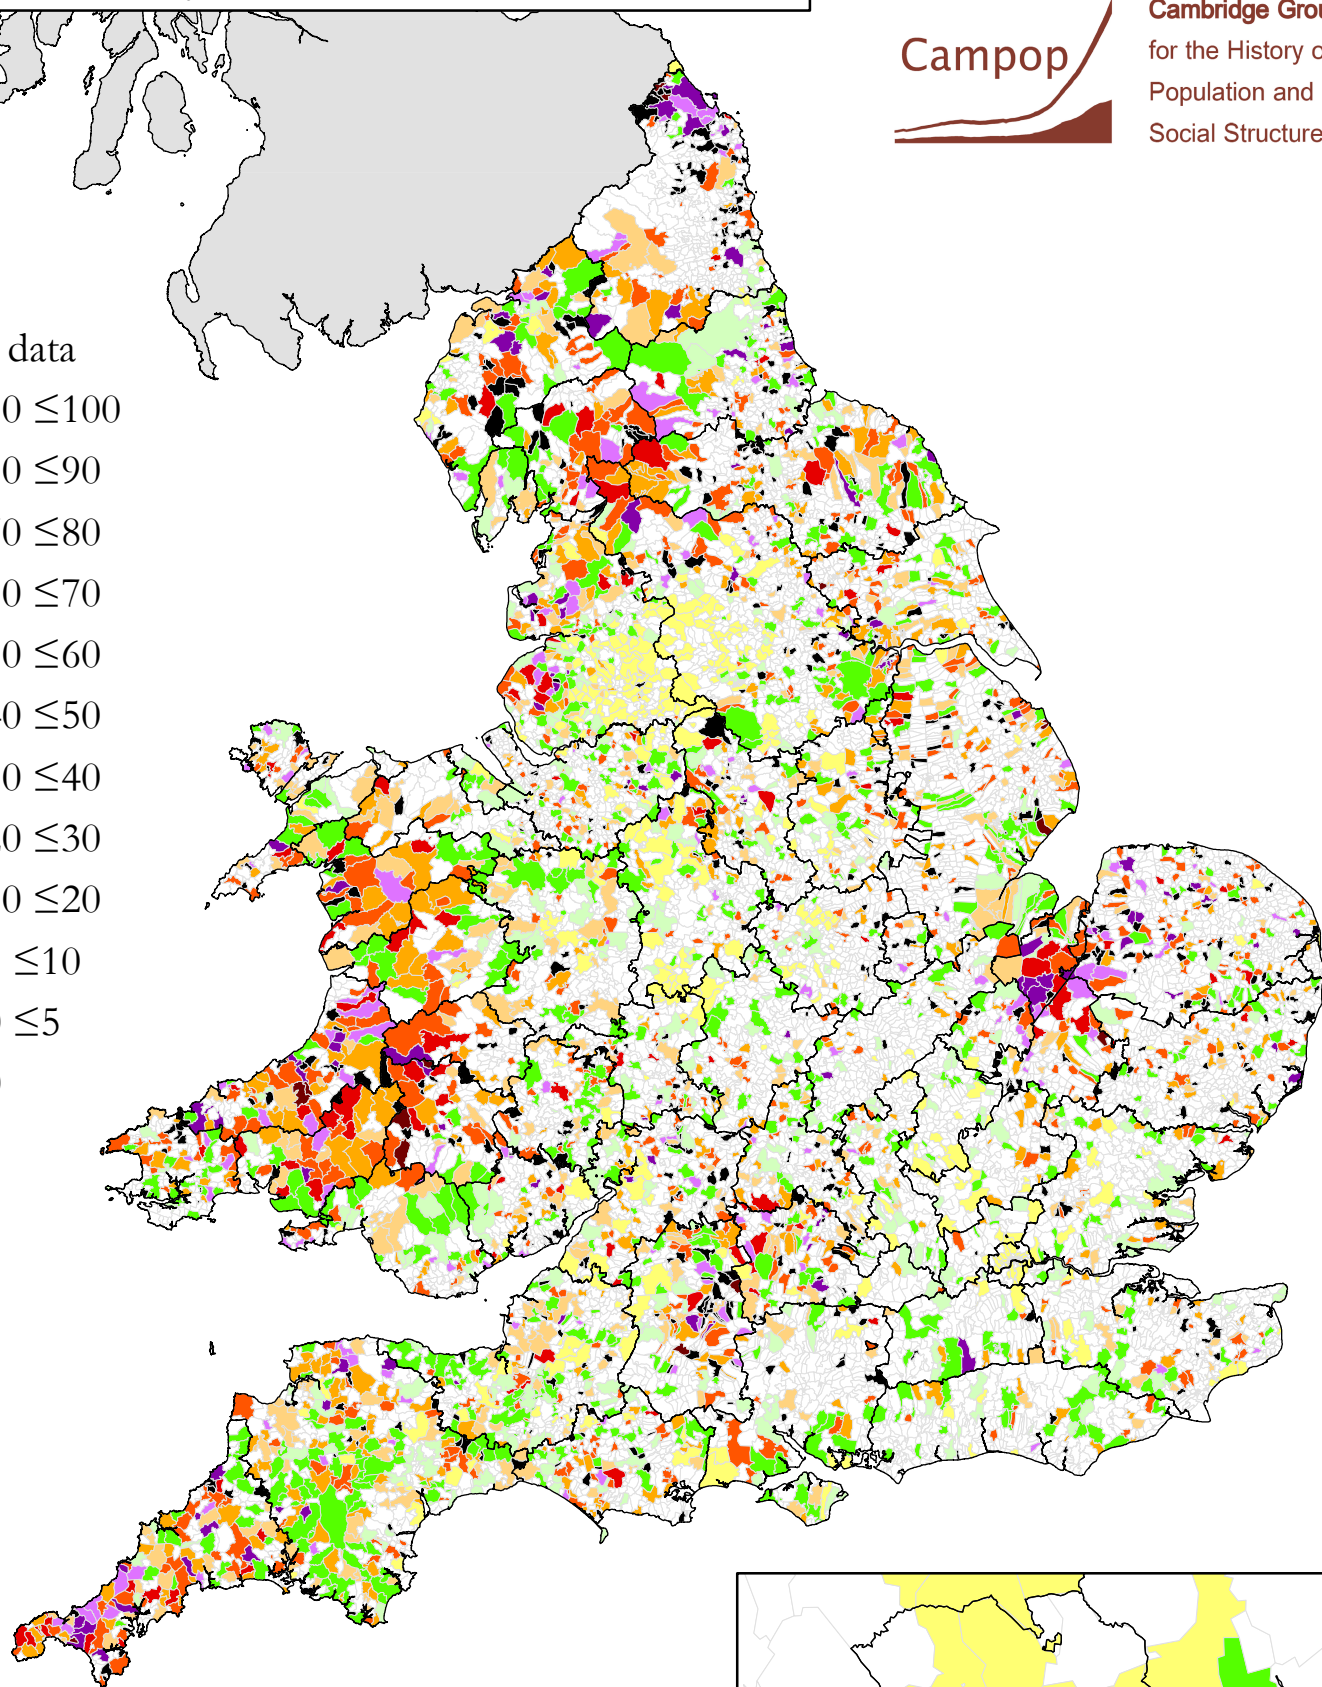 Campop
Cambridge Grou
for the History o
Population and
Social Structure
data
0 ≤100
0 ≤90
0 ≤80
0 ≤70
0 ≤60
0 ≤50
0 ≤40
0 ≤30
0 ≤20
≤10
≤5